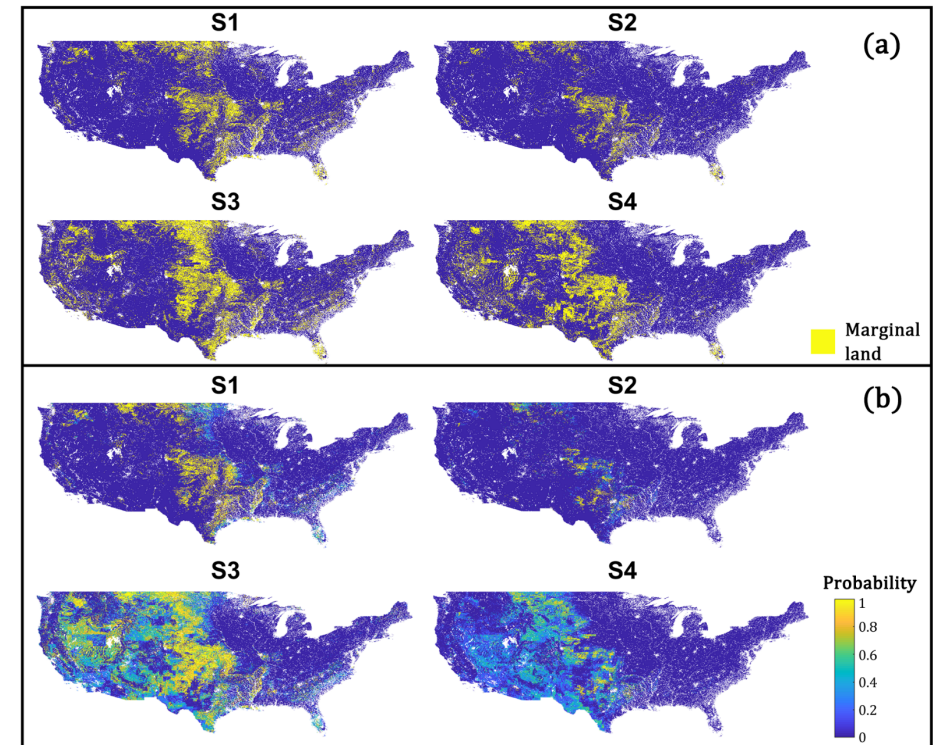 S1
S2
(a)
S3
S4
Marginal
land
S1
S2
(b)
S3
S4
Probability
1
0.8
0.6
0.4
0.2
0